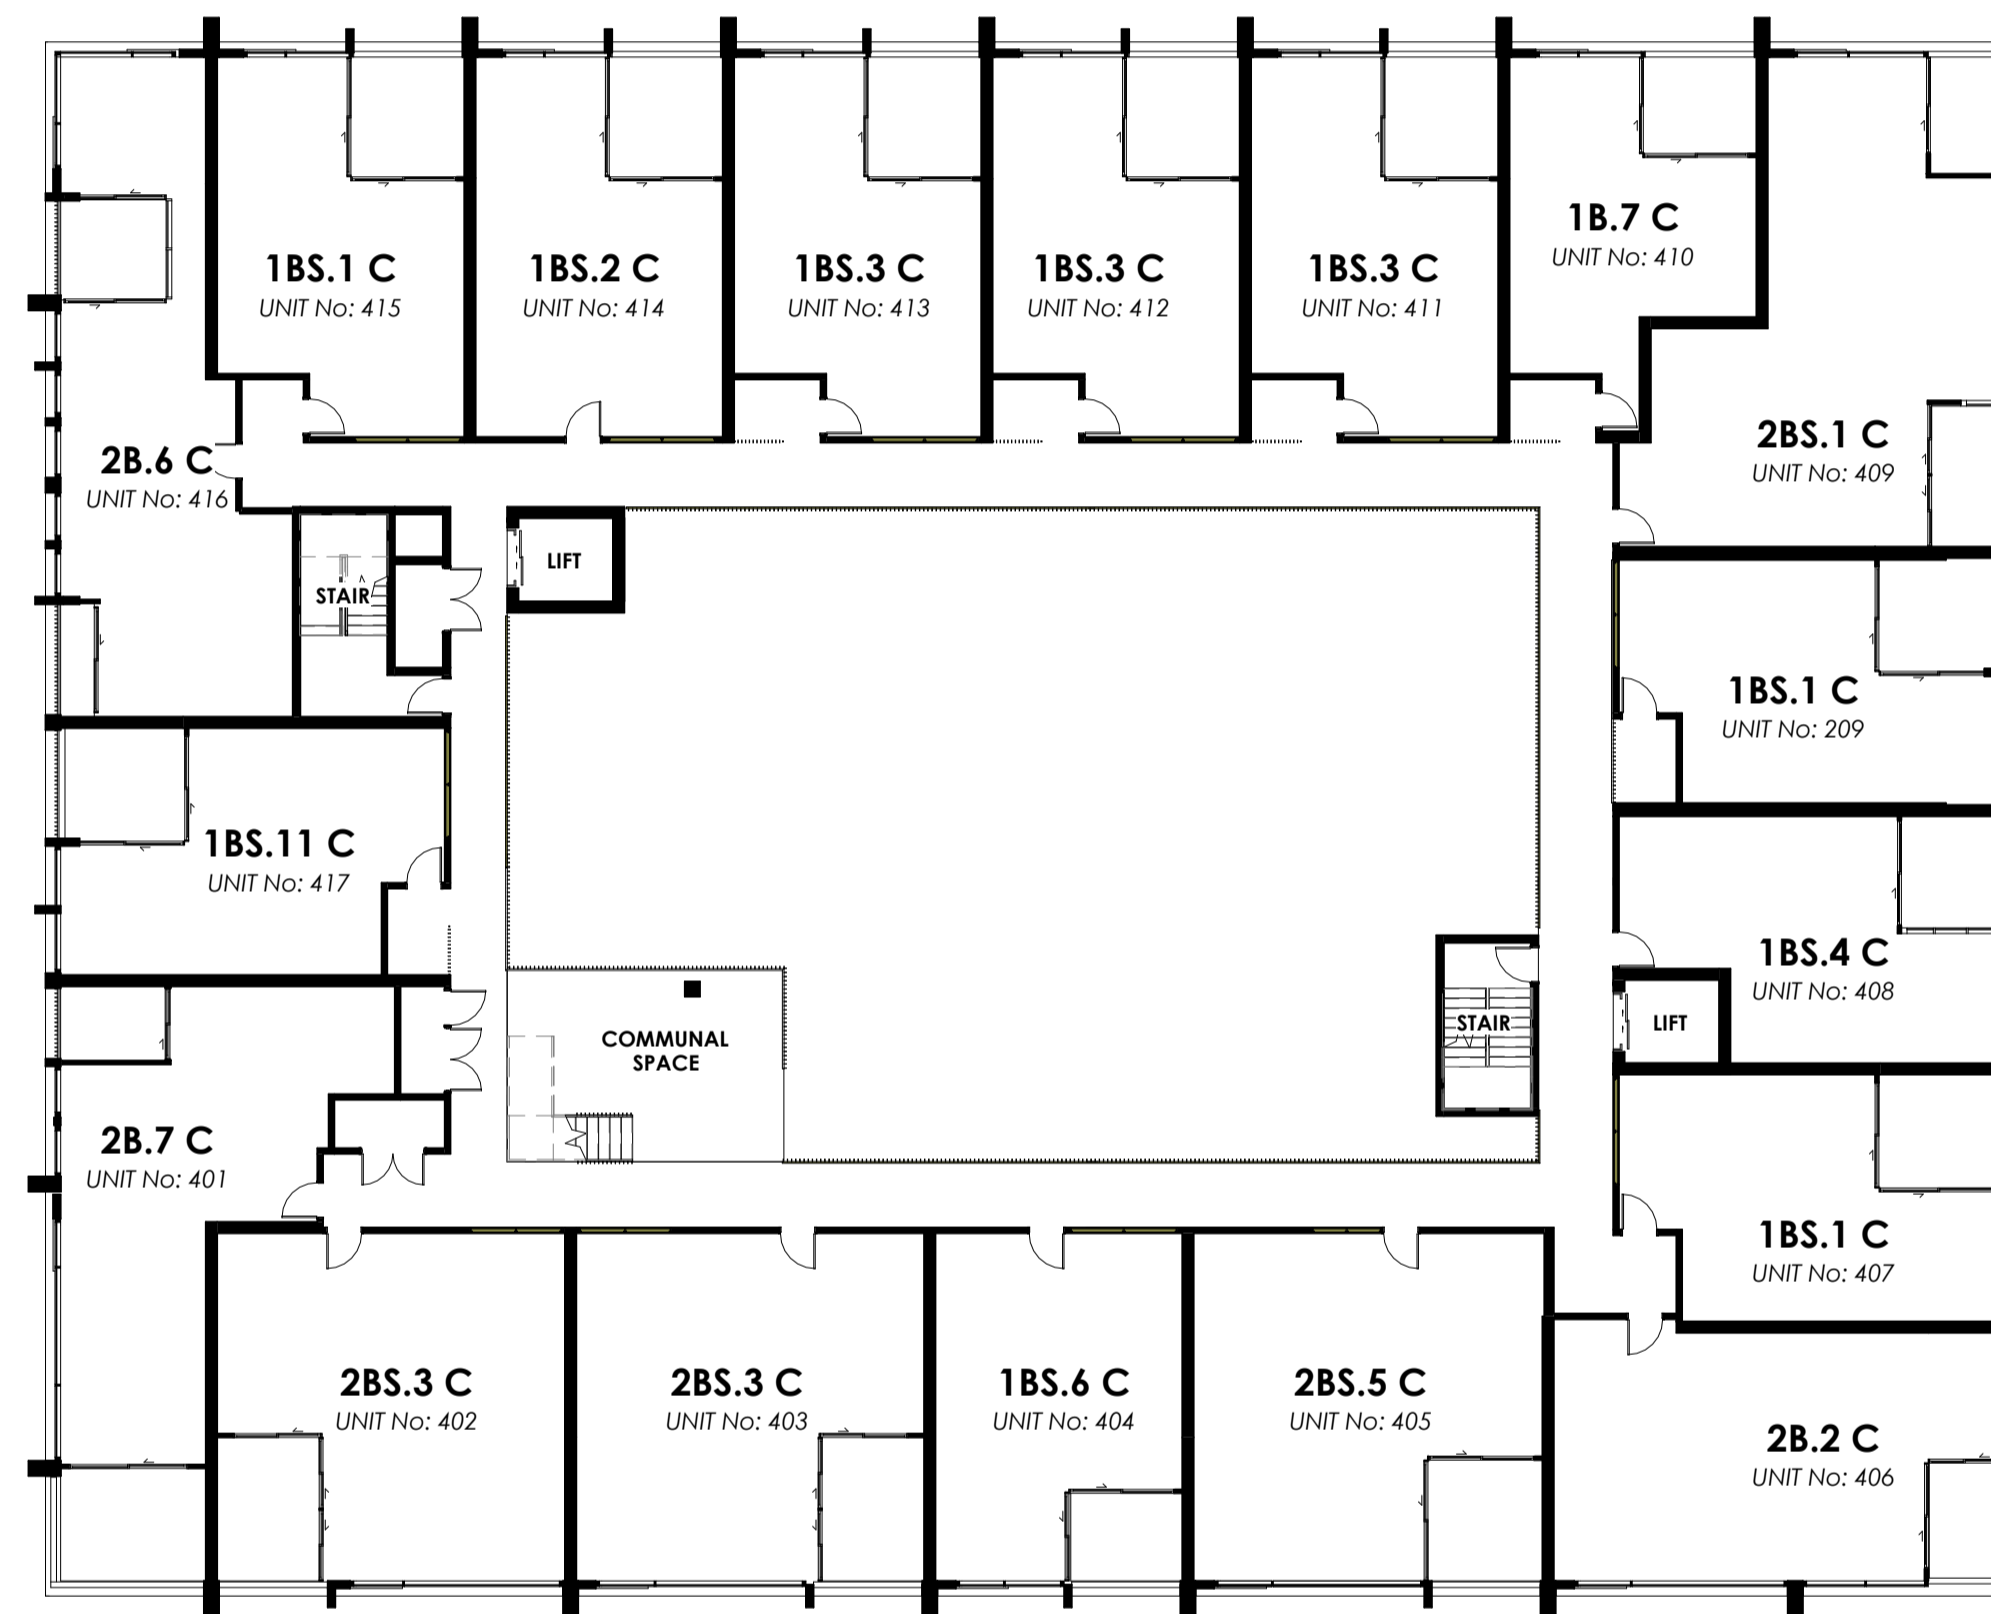 1B.7 C
UNIT No: 410
1BS.1 C
UNIT No: 415
1BS.2 C
UNIT No: 414
1BS.3 C
UNIT No: 413
1BS.3 C
UNIT No: 412
1BS.3 C
UNIT No: 411
2B.6 C
UNIT No: 416
2BS.1 C
UNIT No: 409
LIFT
STAIR
1BS.1 C
UNIT No: 209
1BS.11 C
UNIT No: 417
1BS.4 C
UNIT No: 408
STAIR
LIFT
COMMUNAL
SPACE
2B.7 C
UNIT No: 401
1BS.1 C
UNIT No: 407
2BS.3 C
UNIT No: 402
2BS.3 C
UNIT No: 403
1BS.6 C
UNIT No: 404
2BS.5 C
UNIT No: 405
2B.2 C
UNIT No: 406